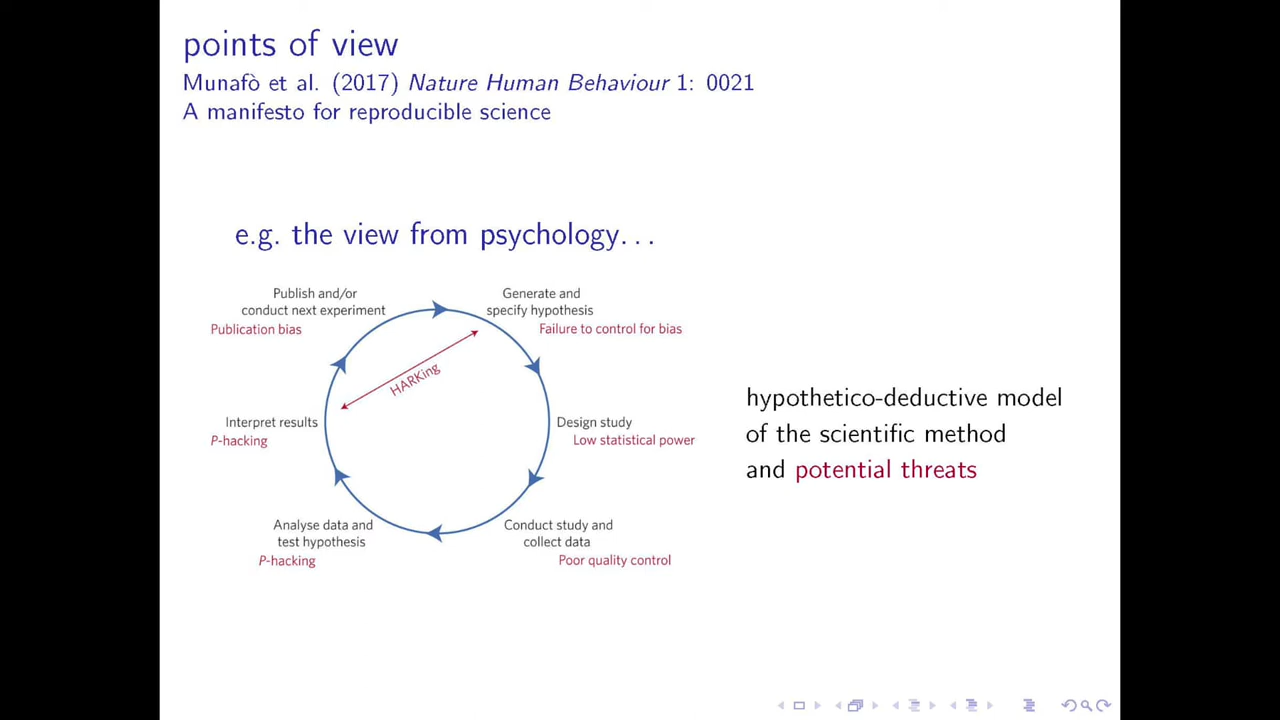 points of view
Munafò et al. (2017) Nature Human Behaviour 1: 0021
A manifesto for reproducible science
e.g. the view from psychology...
Publish and/or
conduct next experiment
Publication bias
Generate and
specify hypothesis
Failure to control for bias
HARKing
Interpret results
P-hacking
Design study
Low statistical power
Analyse data and
test hypothesis
P-hacking
Conduct study and
collect data
Poor quality control
hypothetico-deductive model
of the scientific method
and potential threats